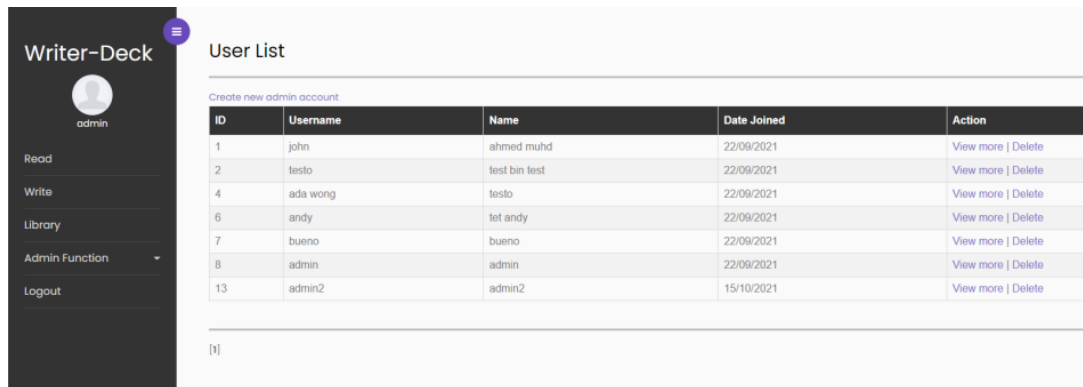 Writer-Deck
admin
Read
Write
Library
Admin Function
Logout
User List
Create new admin account
ID Username Name Date Joined Action
1 john ahmed muhd 22/09/2021 View more | Delete
2 testo test bin test 22/09/2021 View more | Delete
4 ada wong testo 22/09/2021 View more | Delete
6 andy tet andy 22/09/2021 View more | Delete
7 bueno bueno 22/09/2021 View more | Delete
8 admin admin 22/09/2021 View more | Delete
13 admin2 admin2 15/10/2021 View more | Delete
[1]